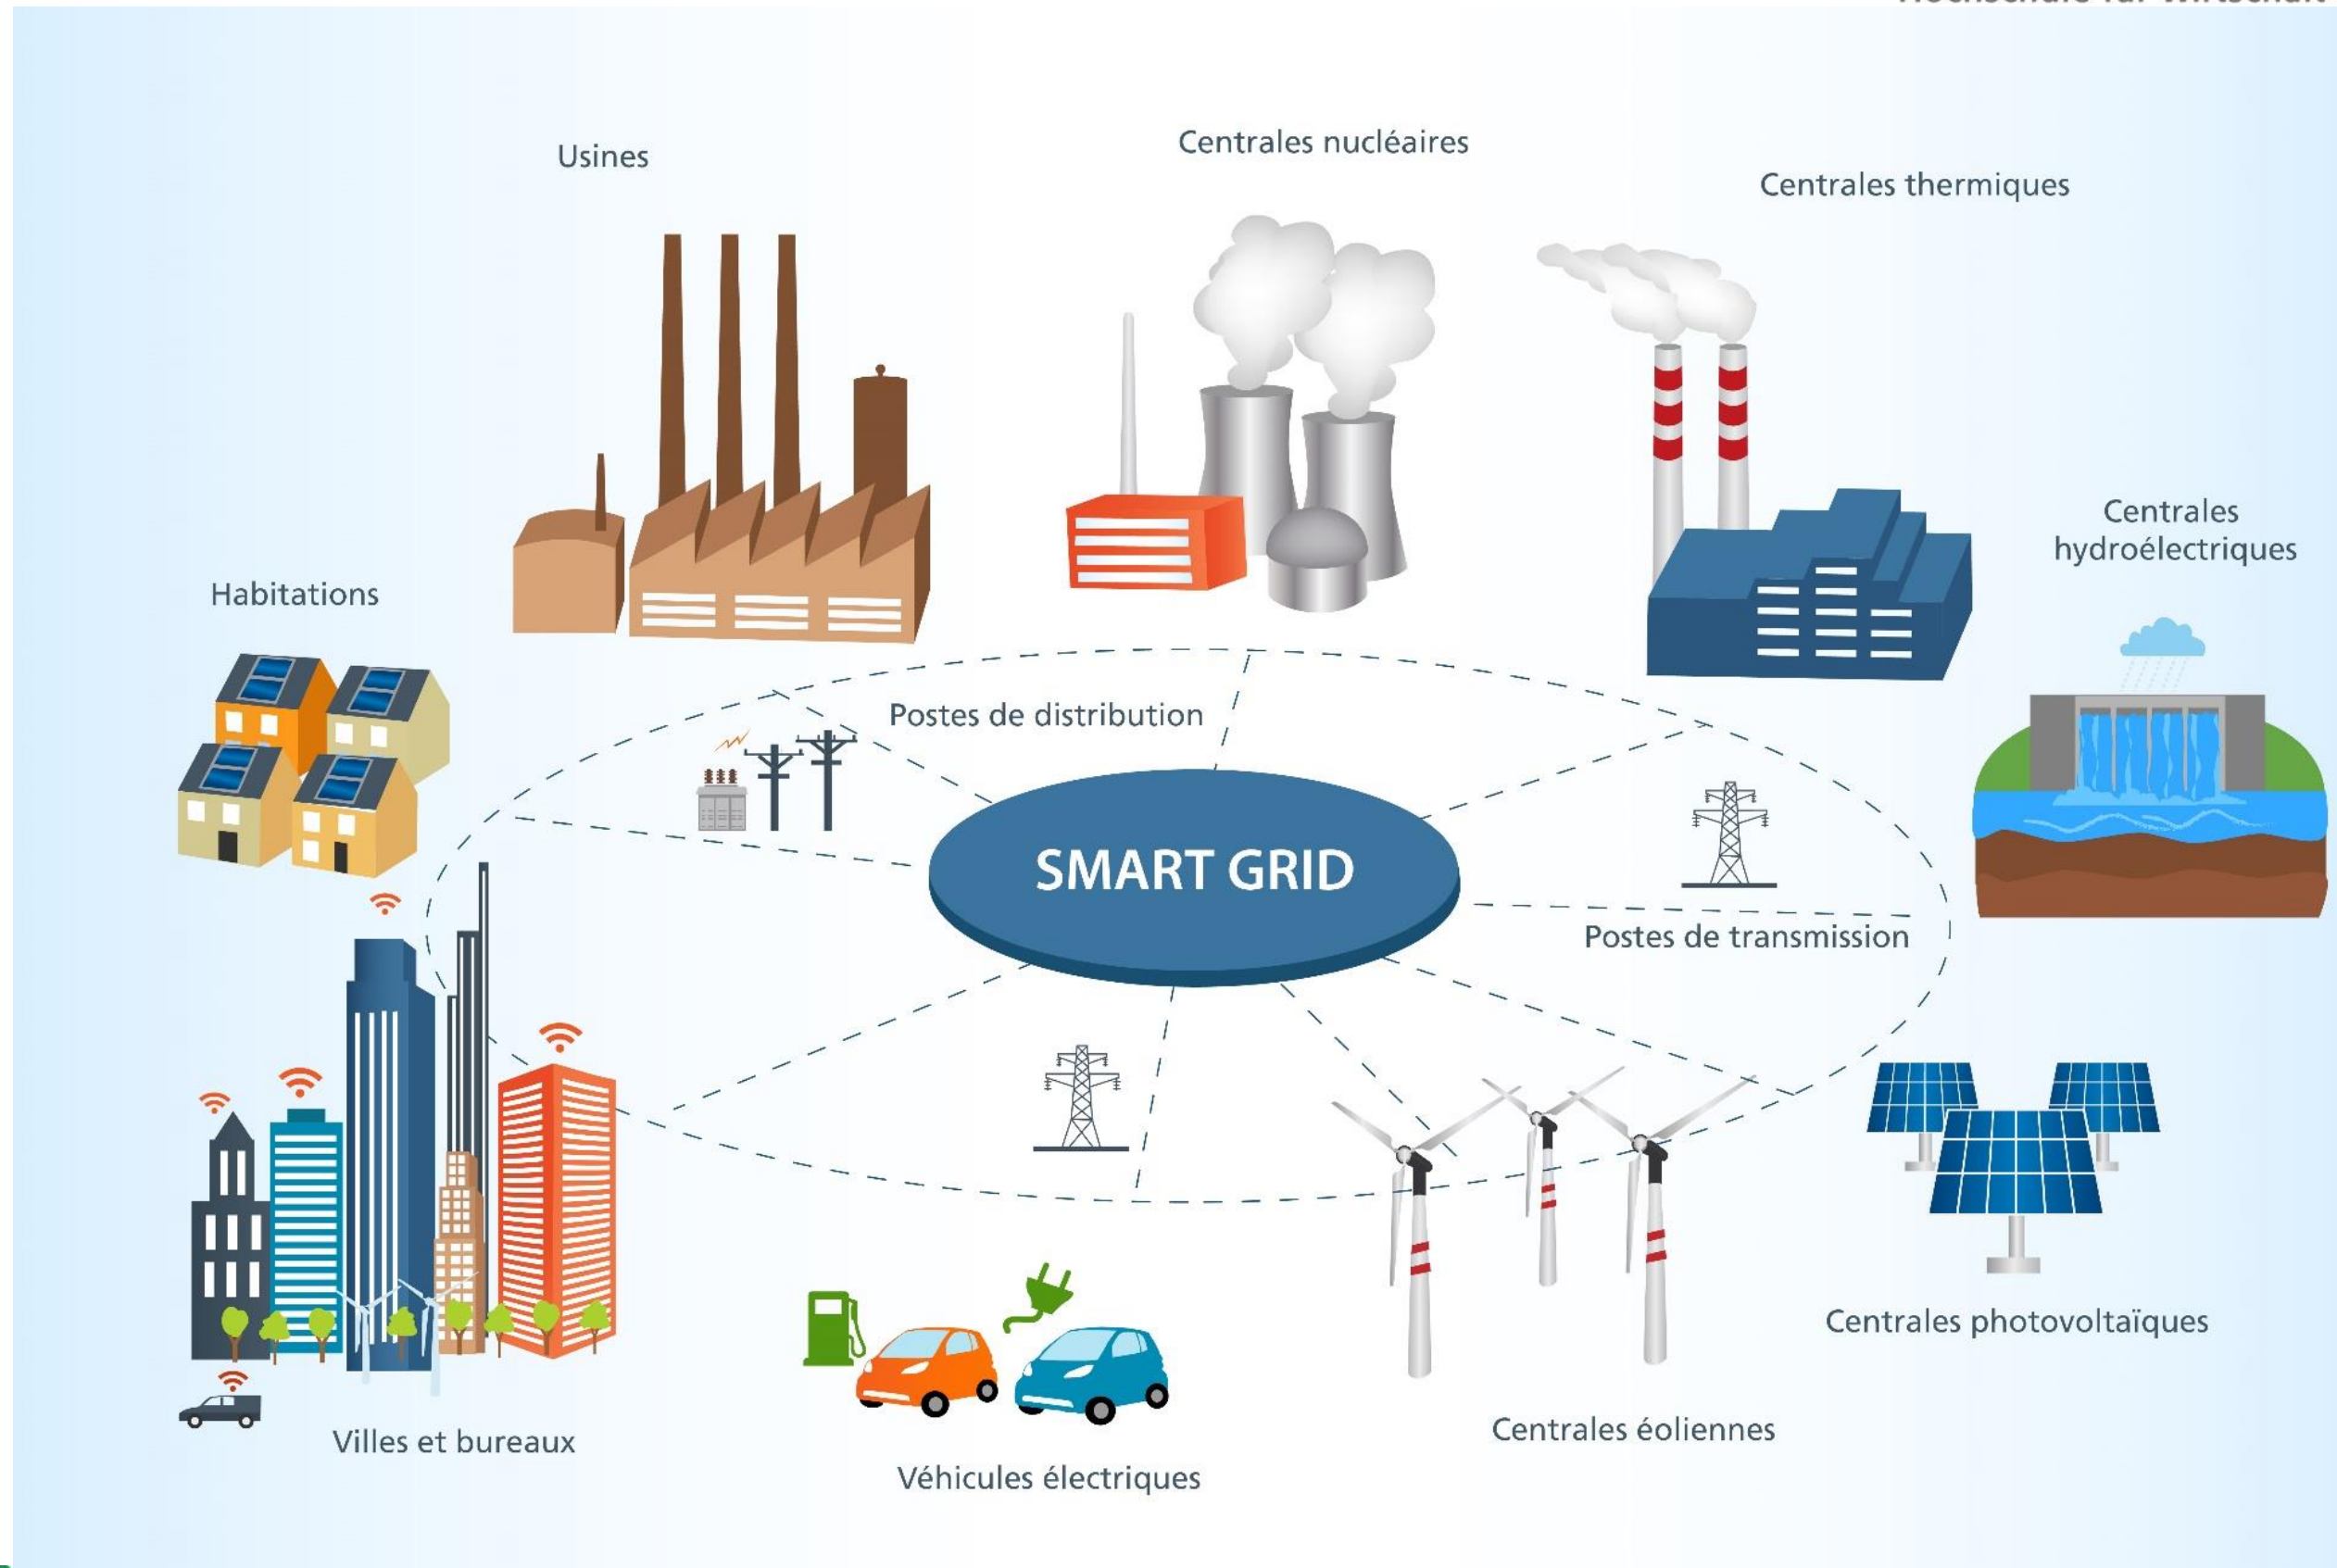 Usines
Centrales nucléaires
Centrales thermiques
Centrales
hydroélectriques
Habitations
Postes de distribution
SMART GRID
Postes de transmission
Centrales photovoltaïques
Villes et bureaux
Centrales éoliennes
Véhicules électriques